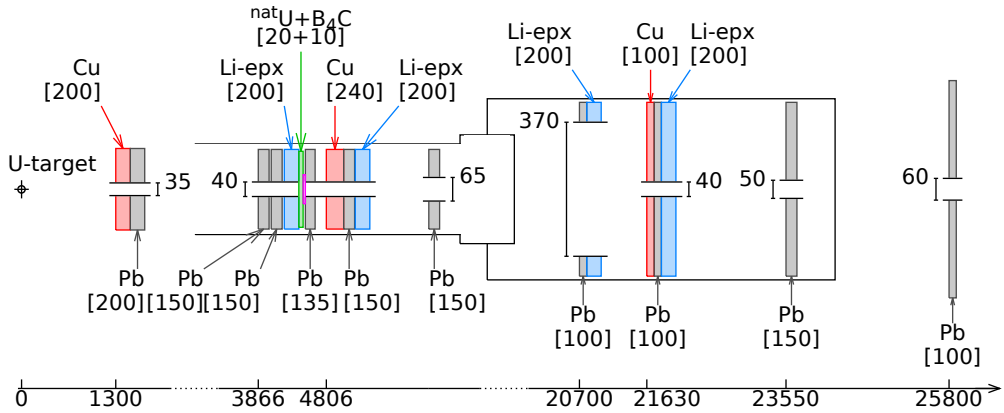 natU+B4C
[20+10]
Cu
[200]
Li-epx
[200]
Cu
[240]
Li-epx
[200]
Li-epx
[200]
Cu
[100]
Li-epx
[200]
U-target
35
40
65
370
40
50
60
Pb
[200]
Pb
[150]
Pb
[150]
Pb
[135]
Pb
[150]
Pb
[150]
Pb
[100]
Pb
[100]
Pb
[150]
Pb
[100]
0 1300 3866 4806 20700 21630 23550 25800